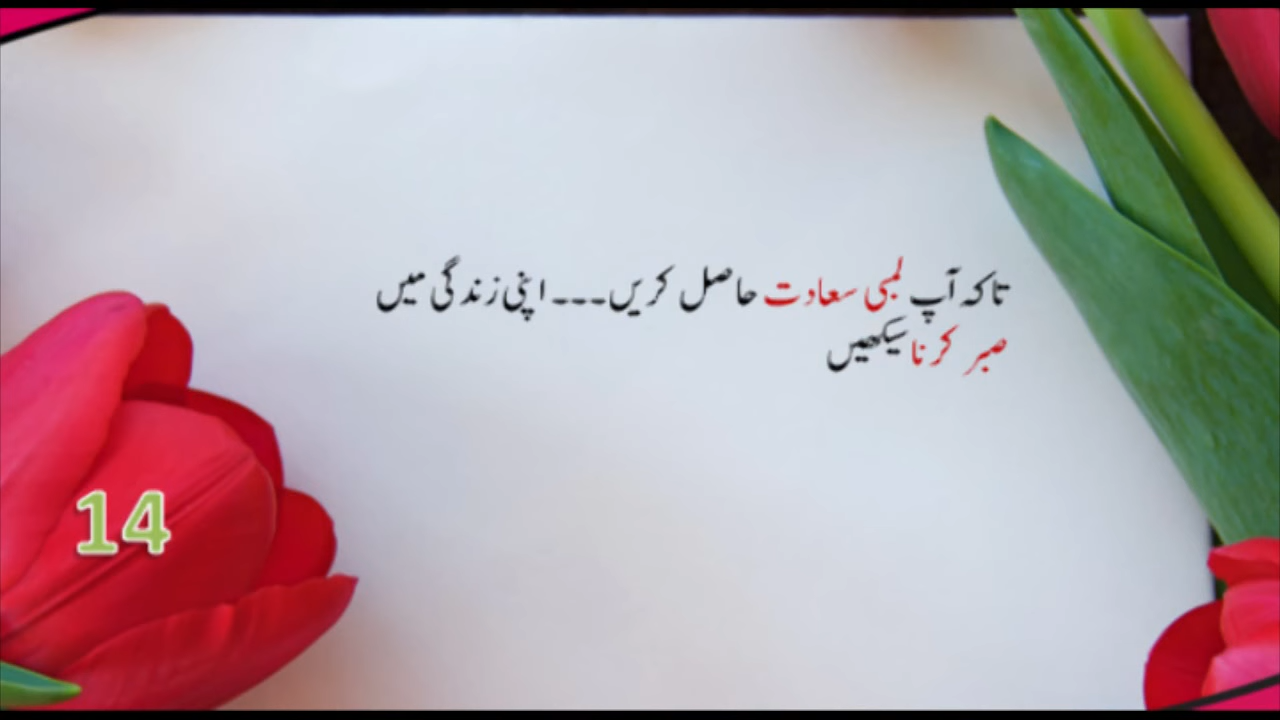 تاکہ آپ لمبی سعادت حاصل کریں۔۔۔اپنی زندگی میں
صبر کرنا سیکھیں
14